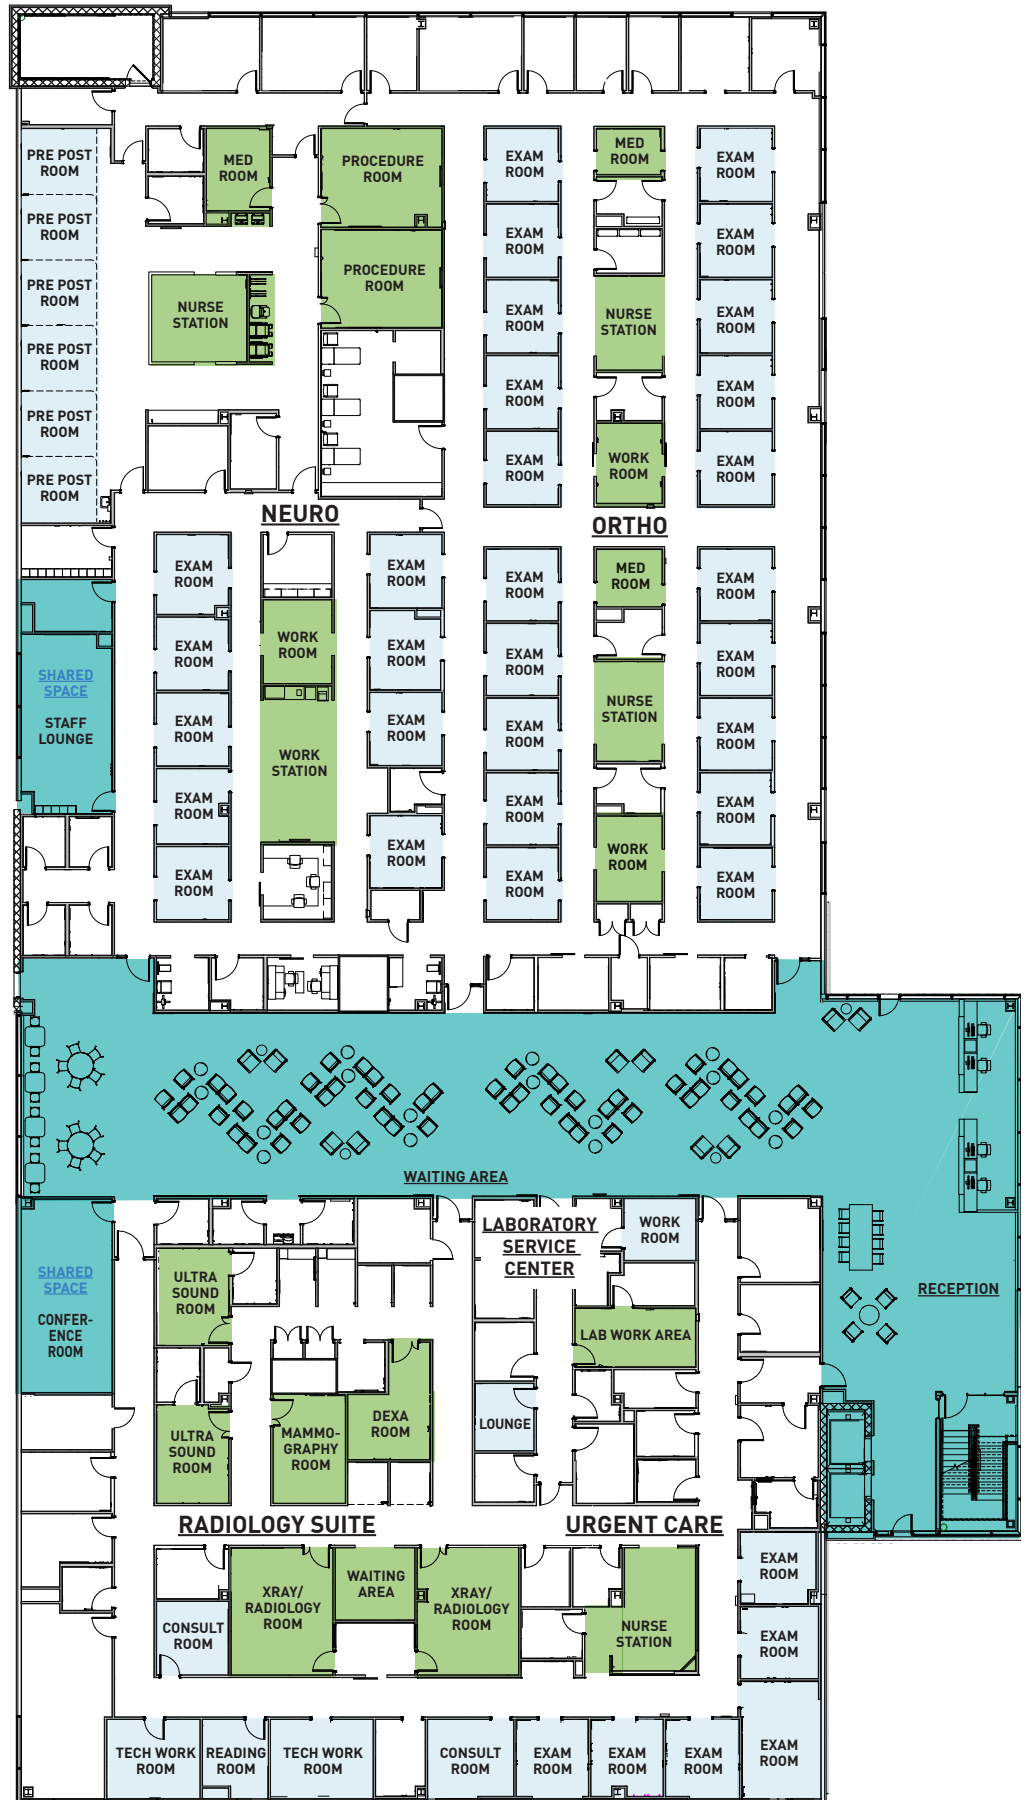 PRE POST
ROOM
MED
ROOM
PROCEDURE
ROOM
EXAM
ROOM
MED
ROOM
EXAM
ROOM
PRE POST
ROOM
EXAM
ROOM
EXAM
ROOM
PRE POST
ROOM
NURSE
STATION
PROCEDURE
ROOM
EXAM
ROOM
NURSE
STATION
EXAM
ROOM
PRE POST
ROOM
EXAM
ROOM
EXAM
ROOM
PRE POST
ROOM
EXAM
ROOM
WORK
ROOM
EXAM
ROOM
PRE POST
ROOM
NEURO
ORTHO
EXAM
ROOM
EXAM
ROOM
EXAM
ROOM
MED
ROOM
EXAM
ROOM
EXAM
ROOM
WORK
ROOM
EXAM
ROOM
EXAM
ROOM
EXAM
ROOM
SHARED
SPACE
STAFF
LOUNGE
EXAM
ROOM
EXAM
ROOM
EXAM
ROOM
NURSE
STATION
EXAM
ROOM
WORK
STATION
EXAM
ROOM
EXAM
ROOM
EXAM
ROOM
EXAM
ROOM
EXAM
ROOM
EXAM
ROOM
WORK
ROOM
EXAM
ROOM
EXAM
ROOM
WAITING AREA
LABORATORY
SERVICE
CENTER
WORK
ROOM
SHARED
SPACE
CONFER-
ENCE
ROOM
ULTRA
SOUND
ROOM
RECEPTION
LAB WORK AREA
ULTRA
SOUND
ROOM
MAMMO-
GRAPHY
ROOM
DEXA
ROOM
LOUNGE
RADIOLOGY SUITE
URGENT CARE
EXAM
ROOM
CONSULT
ROOM
XRAY/
RADIOLOGY
ROOM
WAITING
AREA
XRAY/
RADIOLOGY
ROOM
NURSE
STATION
EXAM
ROOM
TECH WORK
ROOM
READING
ROOM
TECH WORK
ROOM
CONSULT
ROOM
EXAM
ROOM
EXAM
ROOM
EXAM
ROOM
EXAM
ROOM